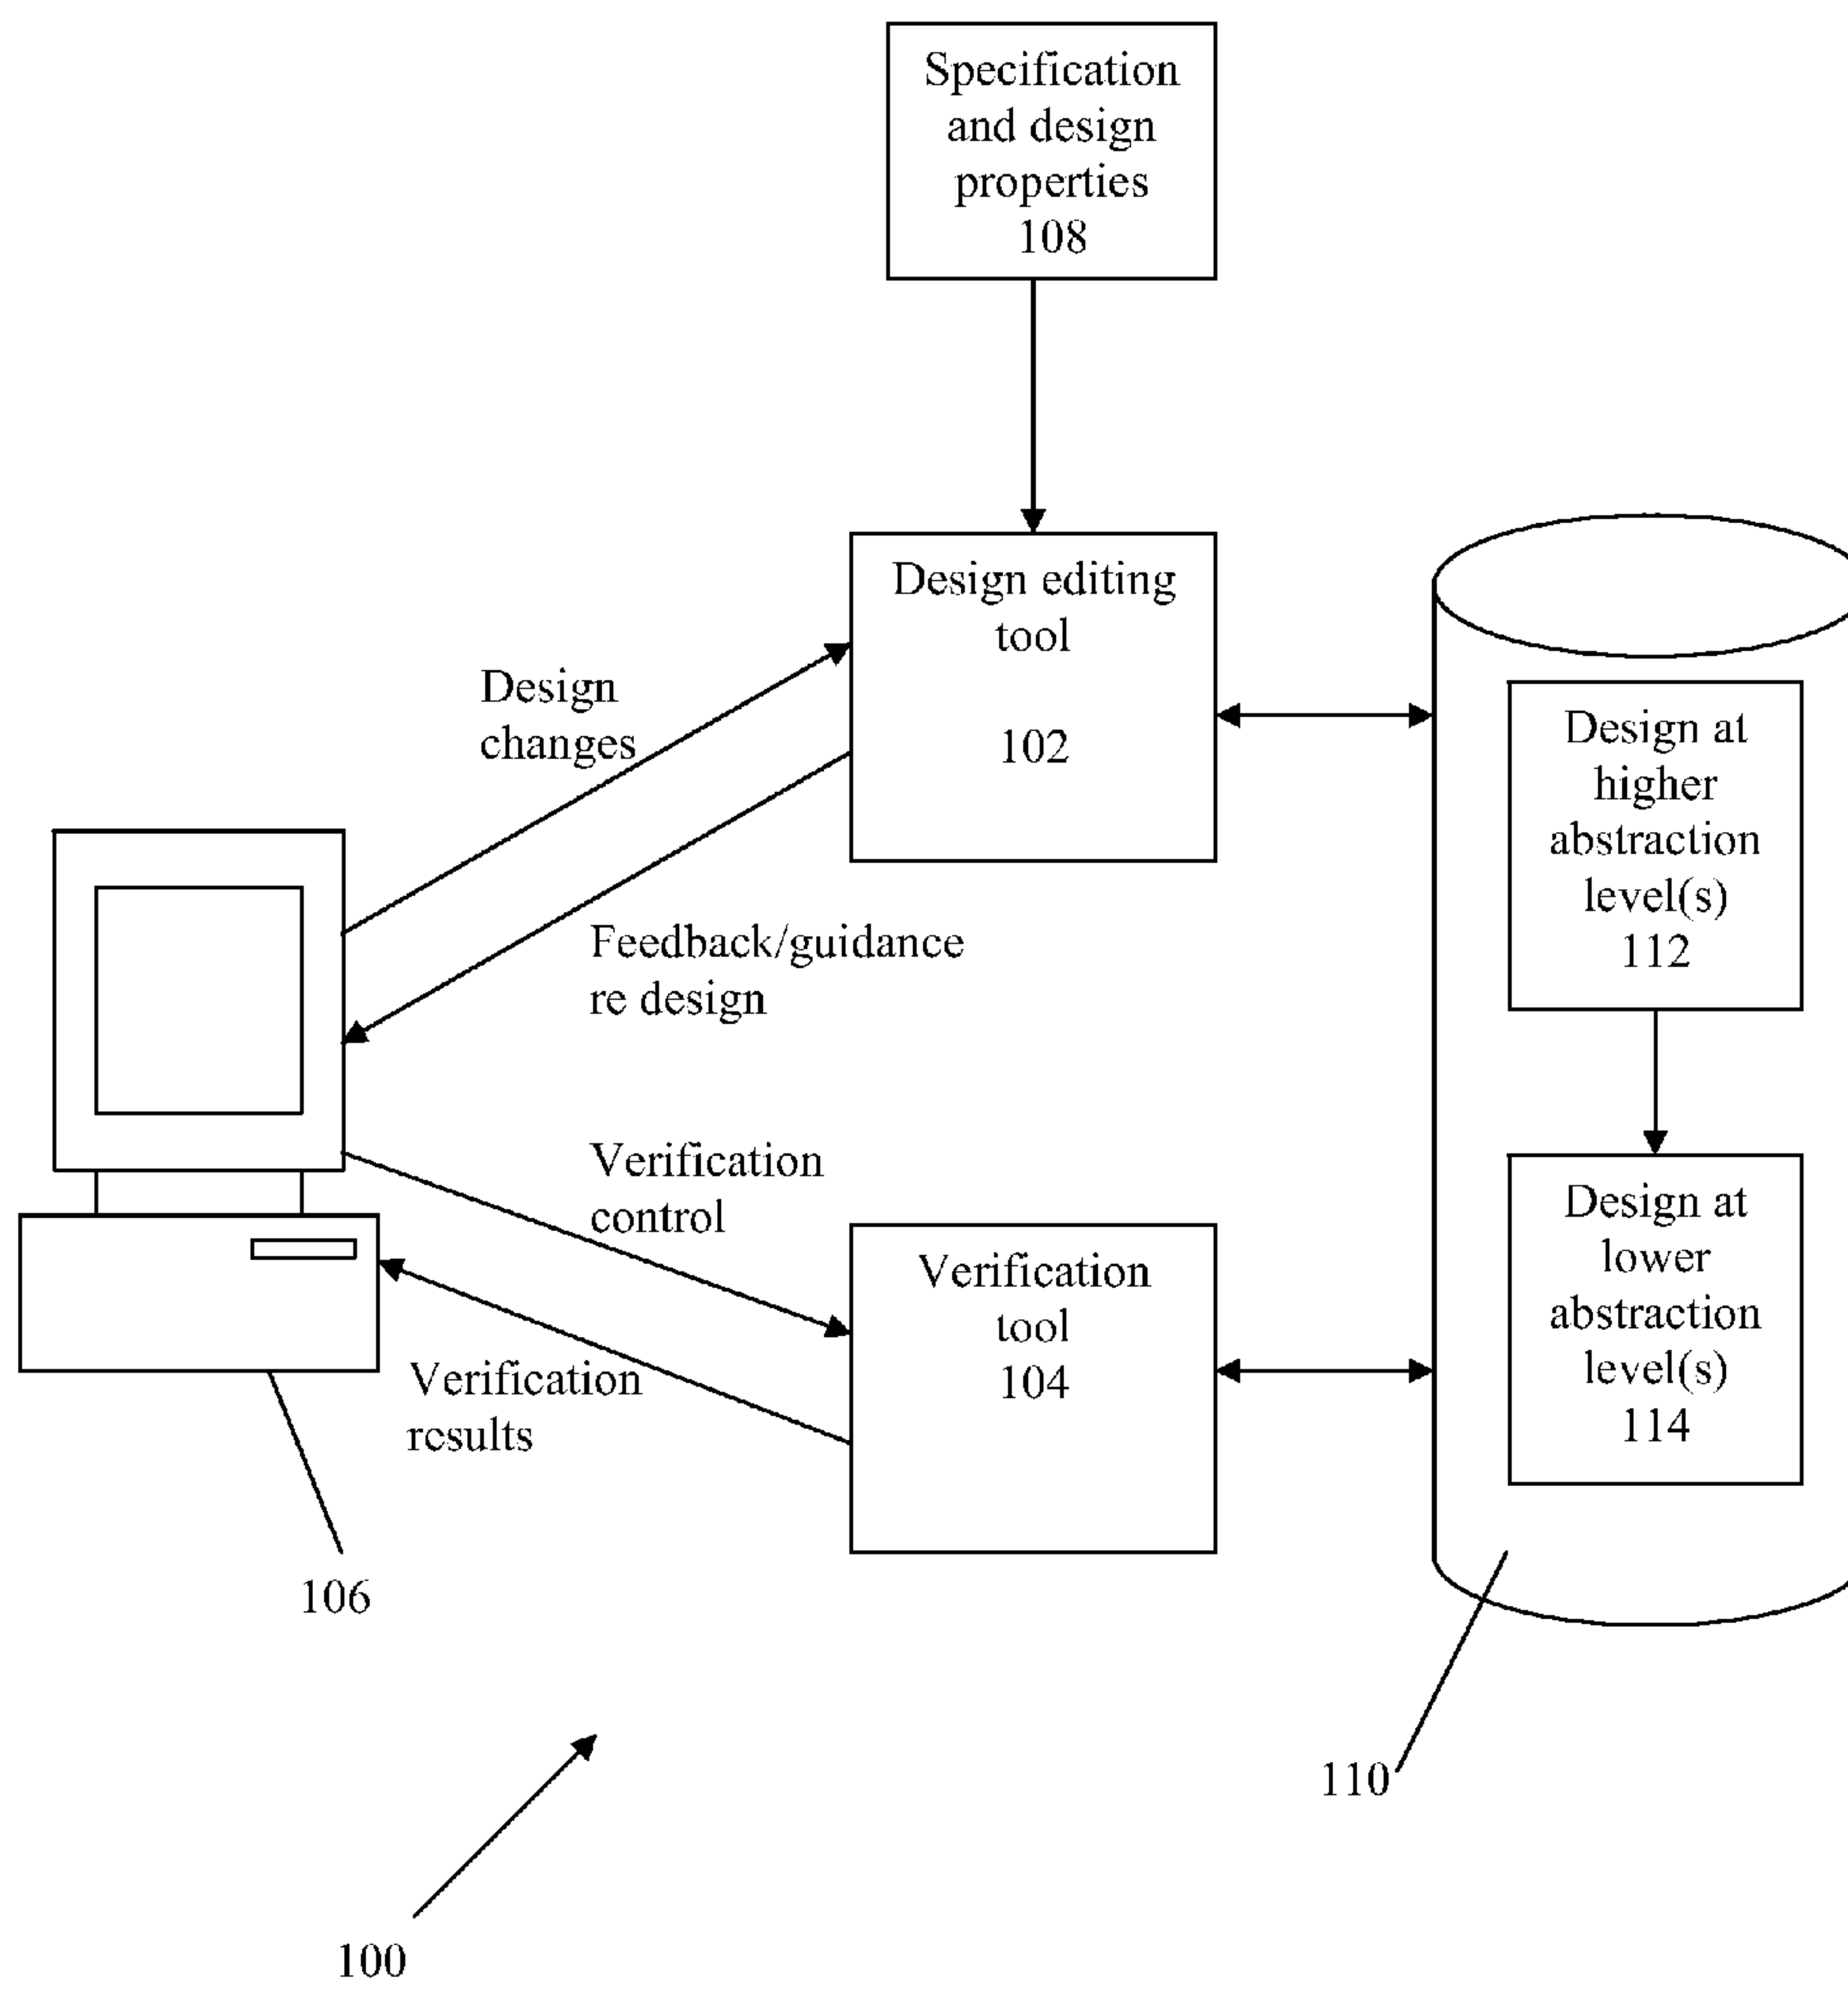 Specification
and design
properties
108
Design editing
tool
102
Design
changes
Feedback/guidance
re design
Design at
higher
abstraction
level(s)
112
Verification
control
Verification
tool
104
Verification
results
Design at
lower
abstraction
level(s)
114
106
110
100